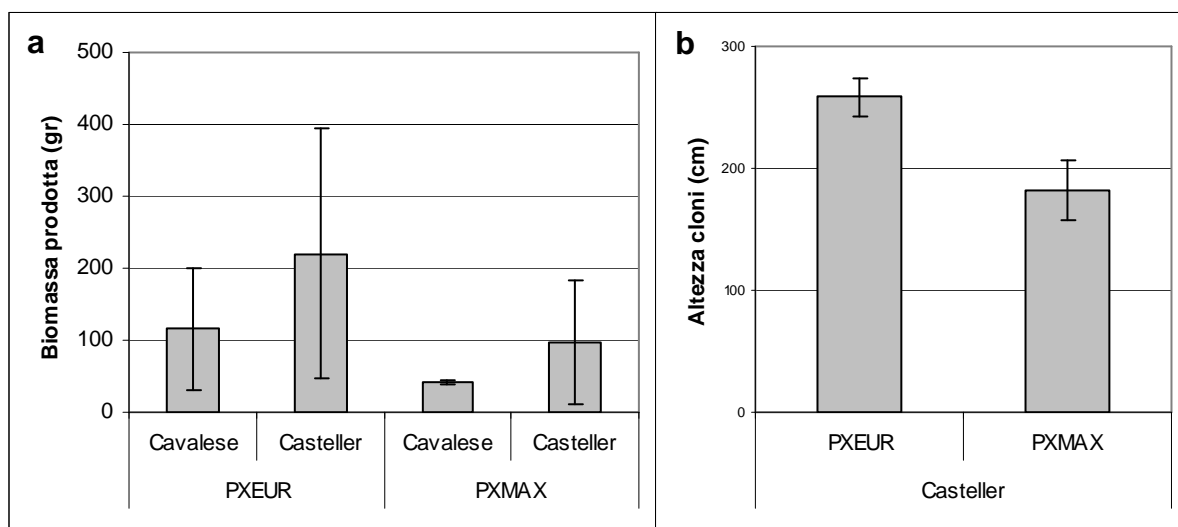 a
500
400
300
200
100
0
Biomassa prodotta (gr)
Cavalese Casteller Cavalese Casteller
PXEUR PXMAX
b
300
200
100
0
Altezza cloni (cm)
PXEUR PXMAX
Casteller